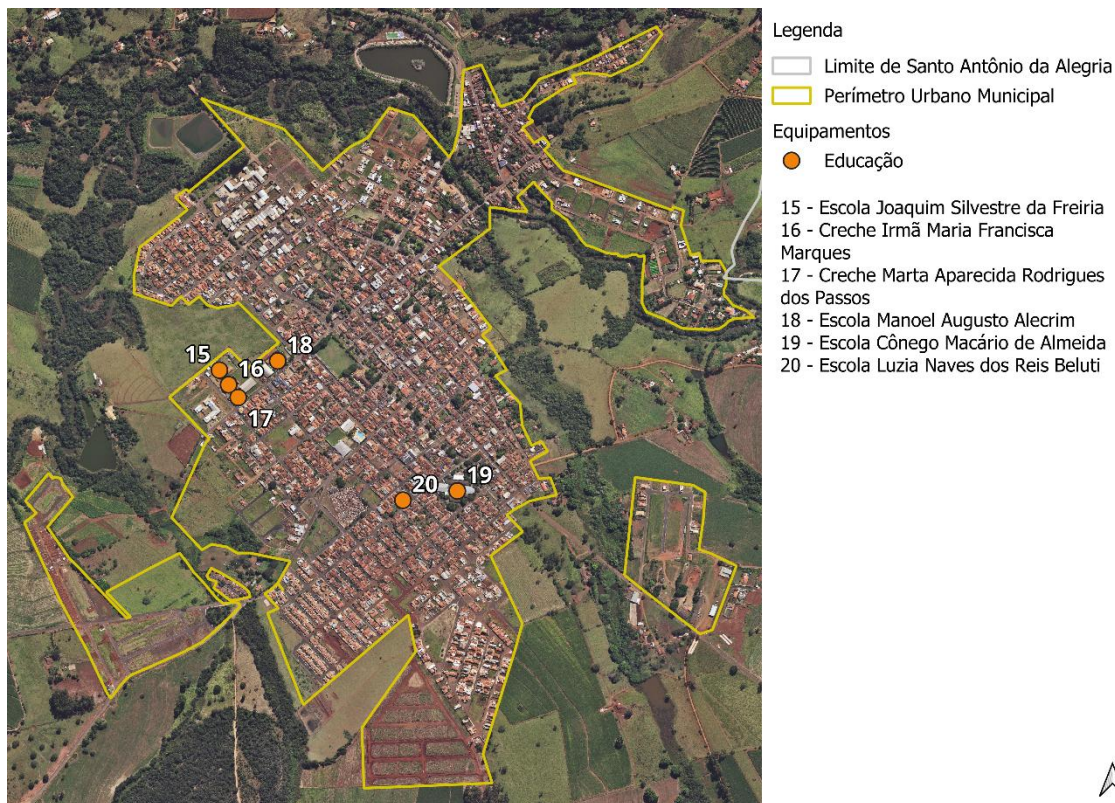 Legenda
Limite de Santo Antônio da Alegria
Perímetro Urbano Municipal
Equipamentos
Educação
15 - Escola Joaquim Silvestre da Freiria
16 - Creche Irmã Maria Francisca
Marques
17 - Creche Marta Aparecida Rodrigues
dos Passos
18 - Escola Manoel Augusto Alecrim
19 - Escola Cônego Macário de Almeida
20 - Escola Luzia Naves dos Reis Beluti
15
16
18
17
20
19